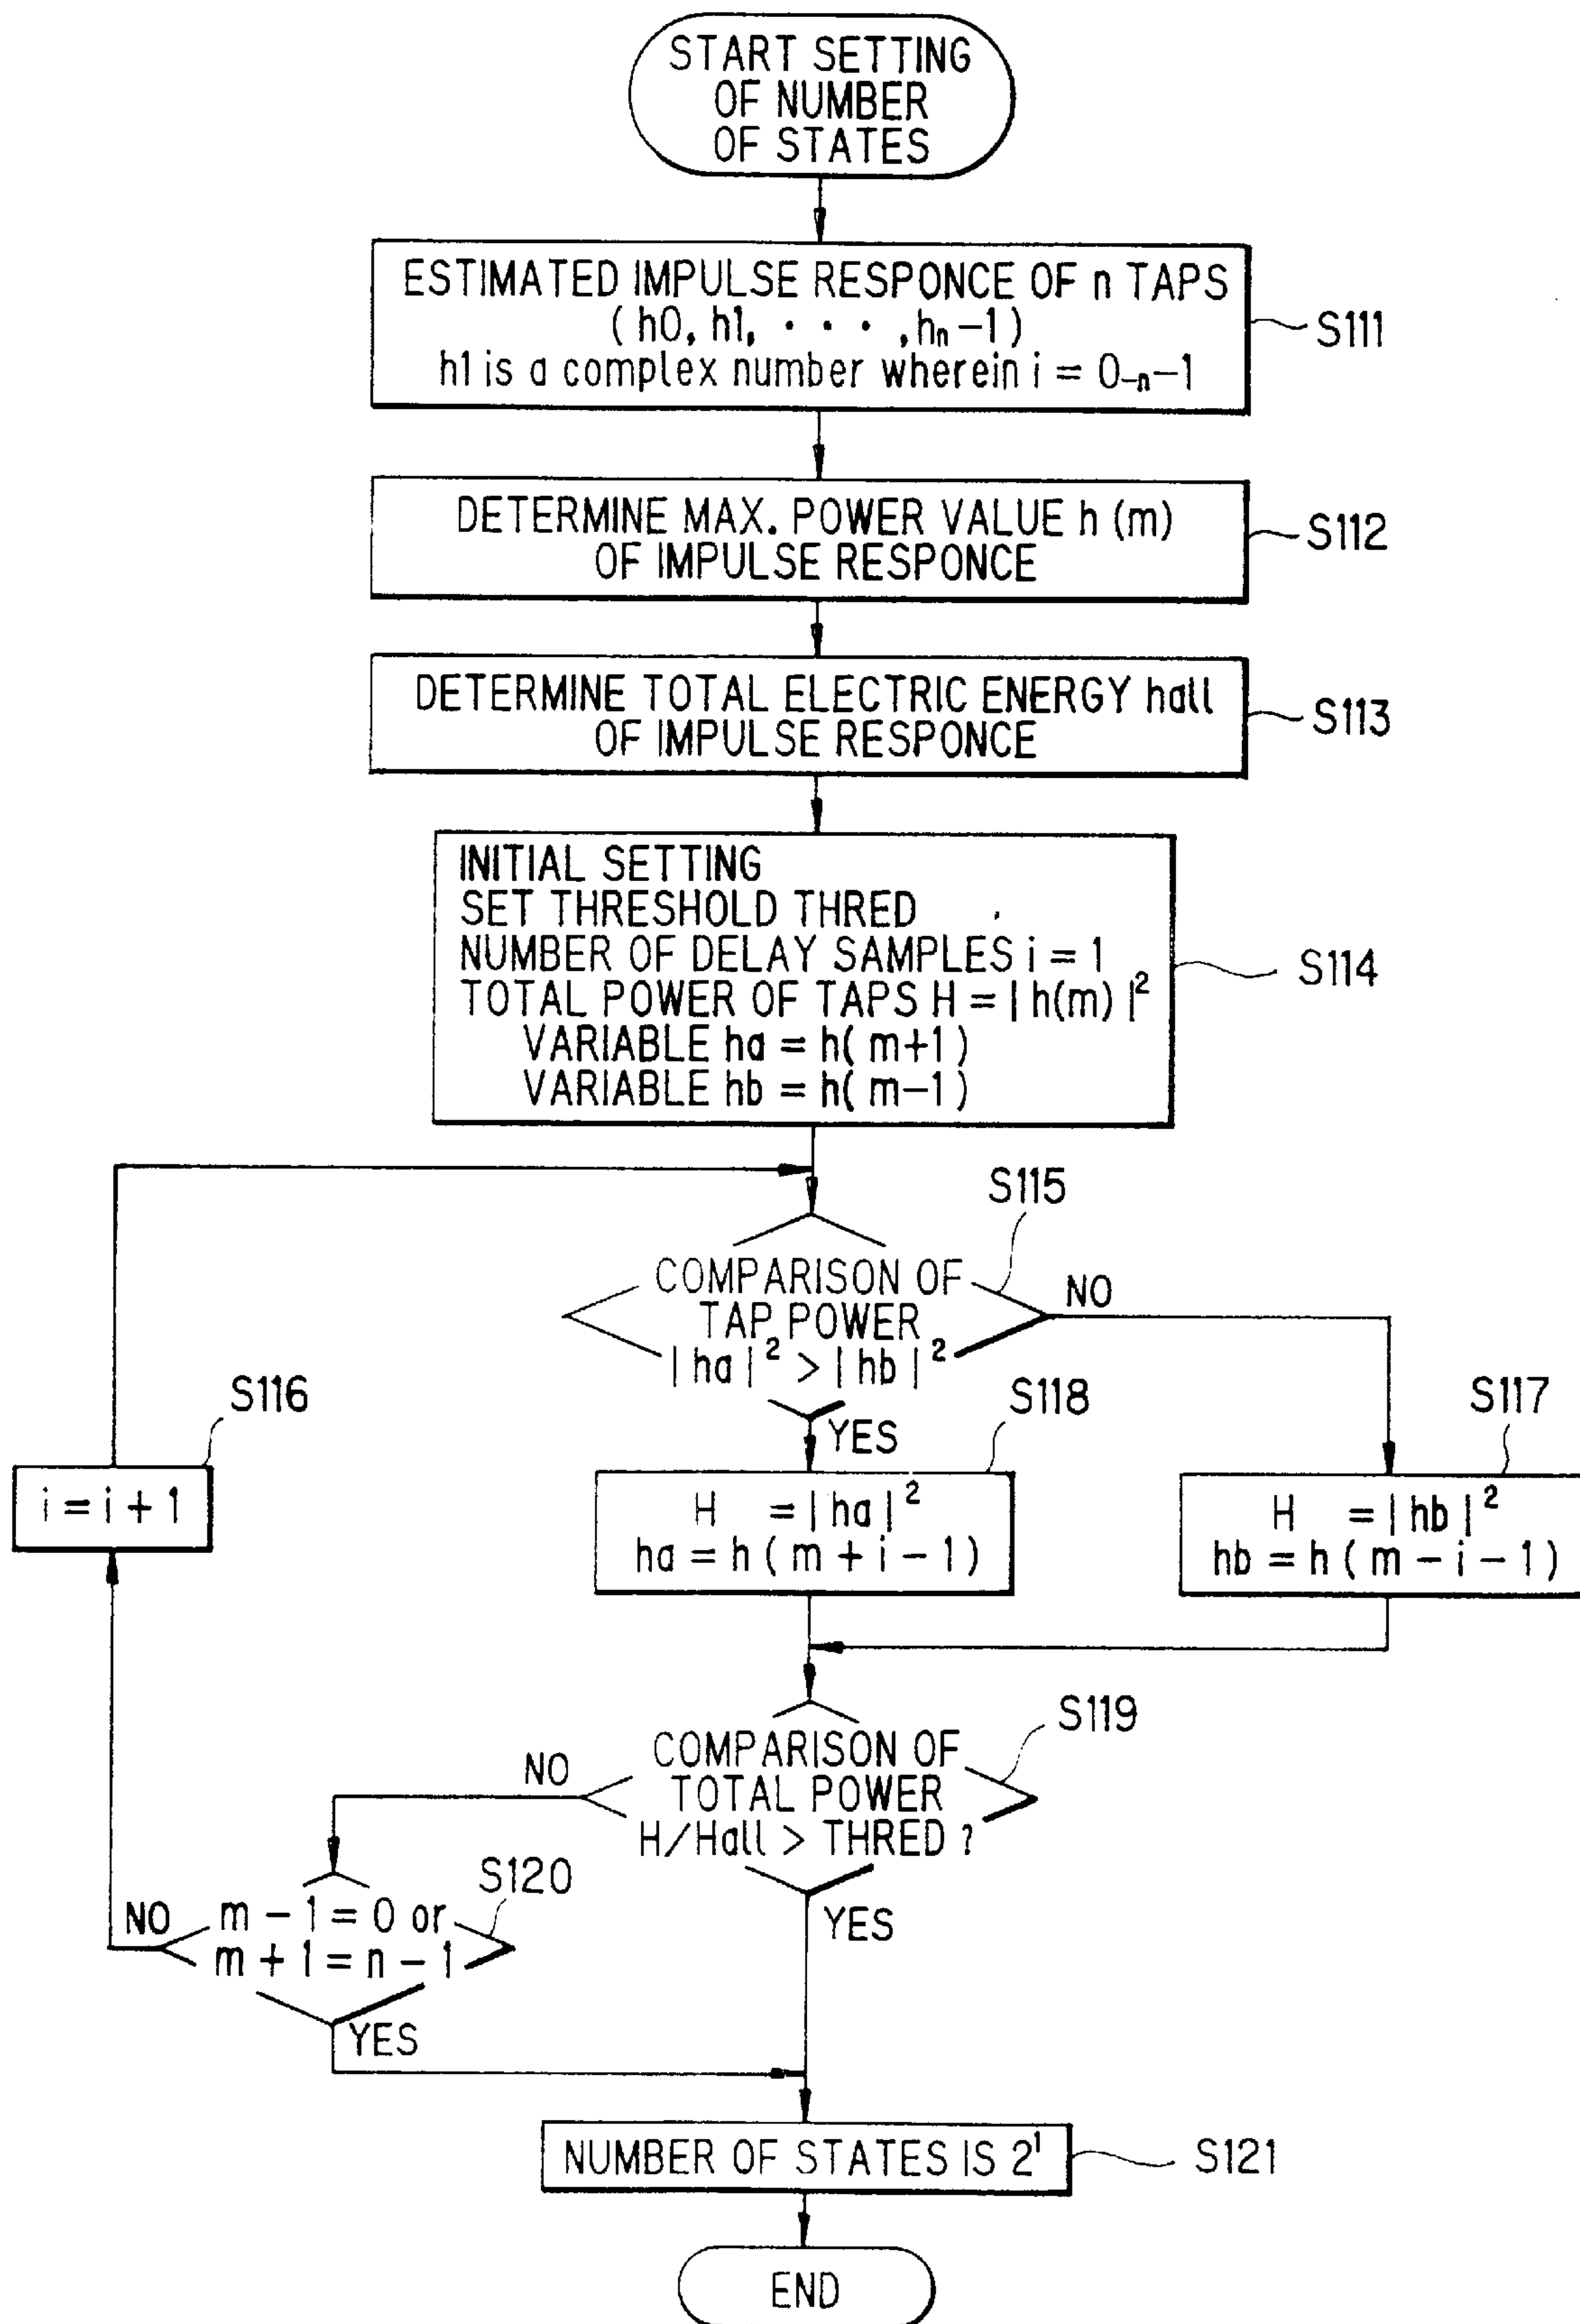 START SETTING
OF NUMBER
OF STATES
ESTIMATED IMPULSE RESPONCE OF n TAPS
(h0, h1, · · · , hₙ-1)
h1 is a complex number wherein i = 0₋ₙ-1
S111
DETERMINE MAX. POWER VALUE h (m)
OF IMPULSE RESPONCE
S112
DETERMINE TOTAL ELECTRIC ENERGY hall
OF IMPULSE RESPONCE
S113
INITIAL SETTING
SET THRESHOLD THRED
NUMBER OF DELAY SAMPLES i = 1
TOTAL POWER OF TAPS H = | h(m) |²
VARIABLE ha = h( m+1 )
VARIABLE hb = h( m-1 )
S114
S115
COMPARISON OF
TAP POWER
| ha |² > | hb |²
NO
YES
S116
i = i + 1
S118
H = | ha |²
ha = h ( m + i - 1 )
S117
H = | hb |²
hb = h ( m - i - 1 )
S119
COMPARISON OF
TOTAL POWER
H/Hall > THRED ?
NO
YES
S120
m - 1 = 0 or
m + 1 = n - 1
NO
YES
NUMBER OF STATES IS 2¹
S121
END